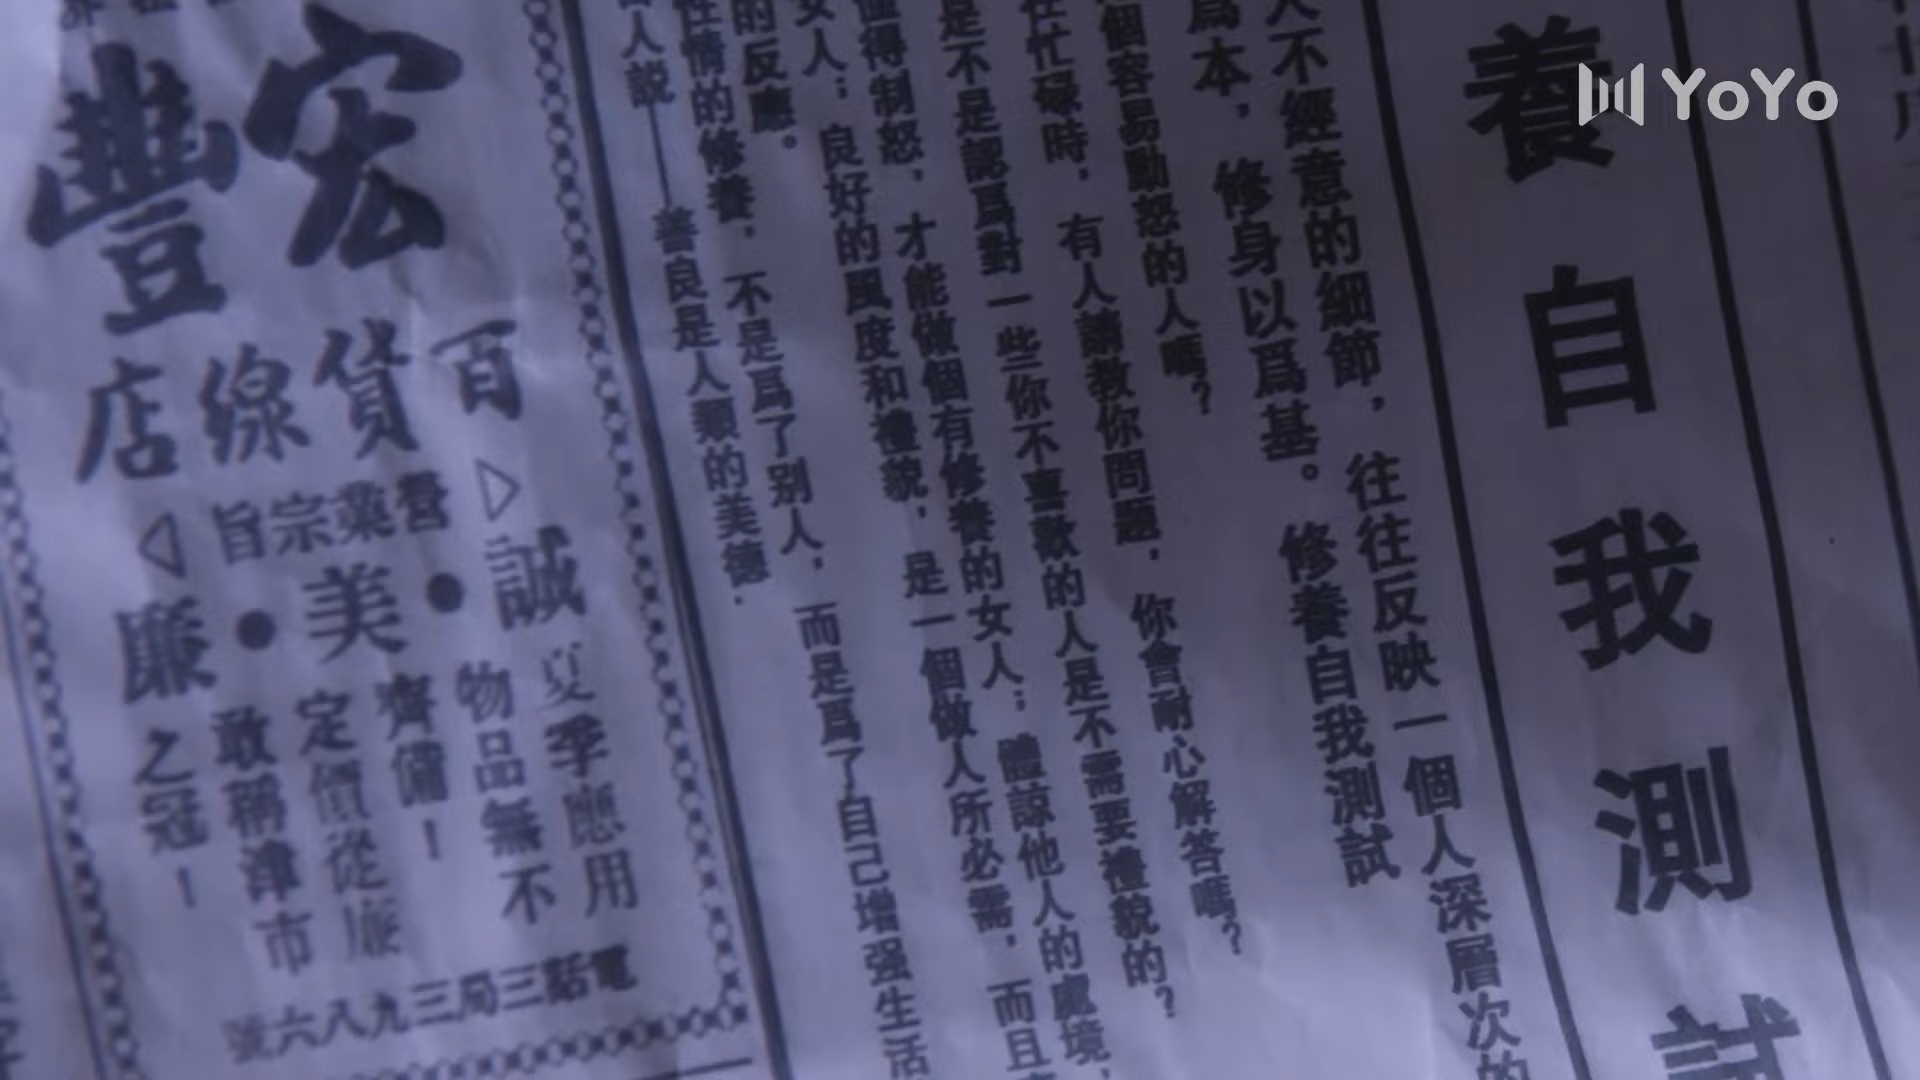 YoYo
養自我測試
人不經意的細節，往往反映一個人深層次的
爲本，修身以爲基。修養自我測試
個容易動怒的人嗎？
在忙碌時，有人請教你問題，你會耐心解答嗎？
是不是認爲對一些你不喜歡的人是不需要禮貌的？
懂得制怒，才能做個有修養的女人；體諒他人的處境，
女人；良好的風度和禮貌，是一個做人所必需，而且
的反應。
性情的修養，不是爲了别人，而是爲了自己增强生活
人說——善良是人類的美德．
宏豐
百貨線店
營業宗旨
誠·美·廉
夏季應用
物品無不
齊備！
定價從廉
敢稱津市
之冠！
電話三局三九八六號